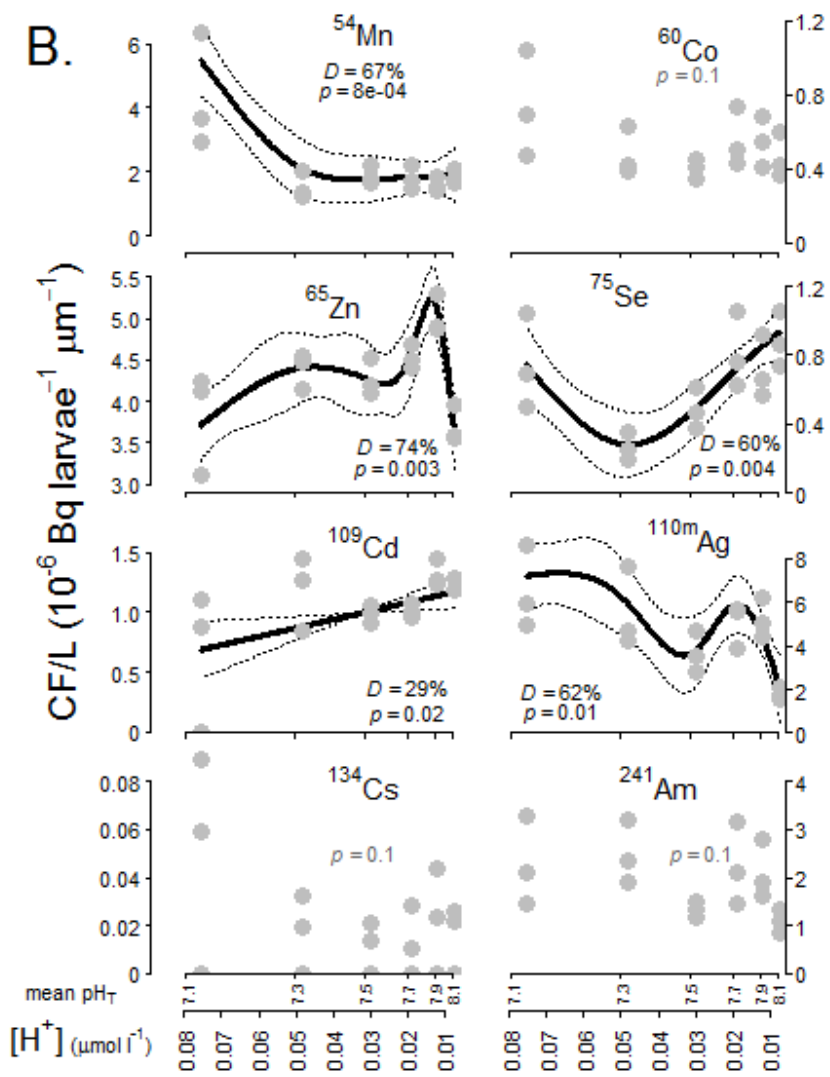 B.
CF/L (10⁻⁶ Bq larvae⁻¹ μm⁻¹)
⁵⁴Mn
D = 67%
p = 8e-04
6
4
2
0
⁶⁰Co
p = 0.1
1.2
0.8
0.4
0
⁶⁵Zn
D = 74%
p = 0.003
5.5
5.0
4.5
4.0
3.5
3.0
⁷⁵Se
D = 60%
p = 0.004
1.2
0.8
0.4
0
¹⁰⁹Cd
D = 29%
p = 0.02
1.5
1.0
0.5
0
¹¹⁰ᵐAg
D = 62%
p = 0.01
8
6
4
2
0
¹³⁴Cs
p = 0.1
0.08
0.06
0.04
0.02
0
²⁴¹Am
p = 0.1
4
3
2
1
0
mean pH_T 7.1 7.3 7.5 7.7 7.9 8.1 7.1 7.3 7.5 7.7 7.9 8.1
[H⁺] (μmol l⁻¹) 0.08 0.07 0.06 0.05 0.04 0.03 0.02 0.01 0.08 0.07 0.06 0.05 0.04 0.03 0.02 0.01